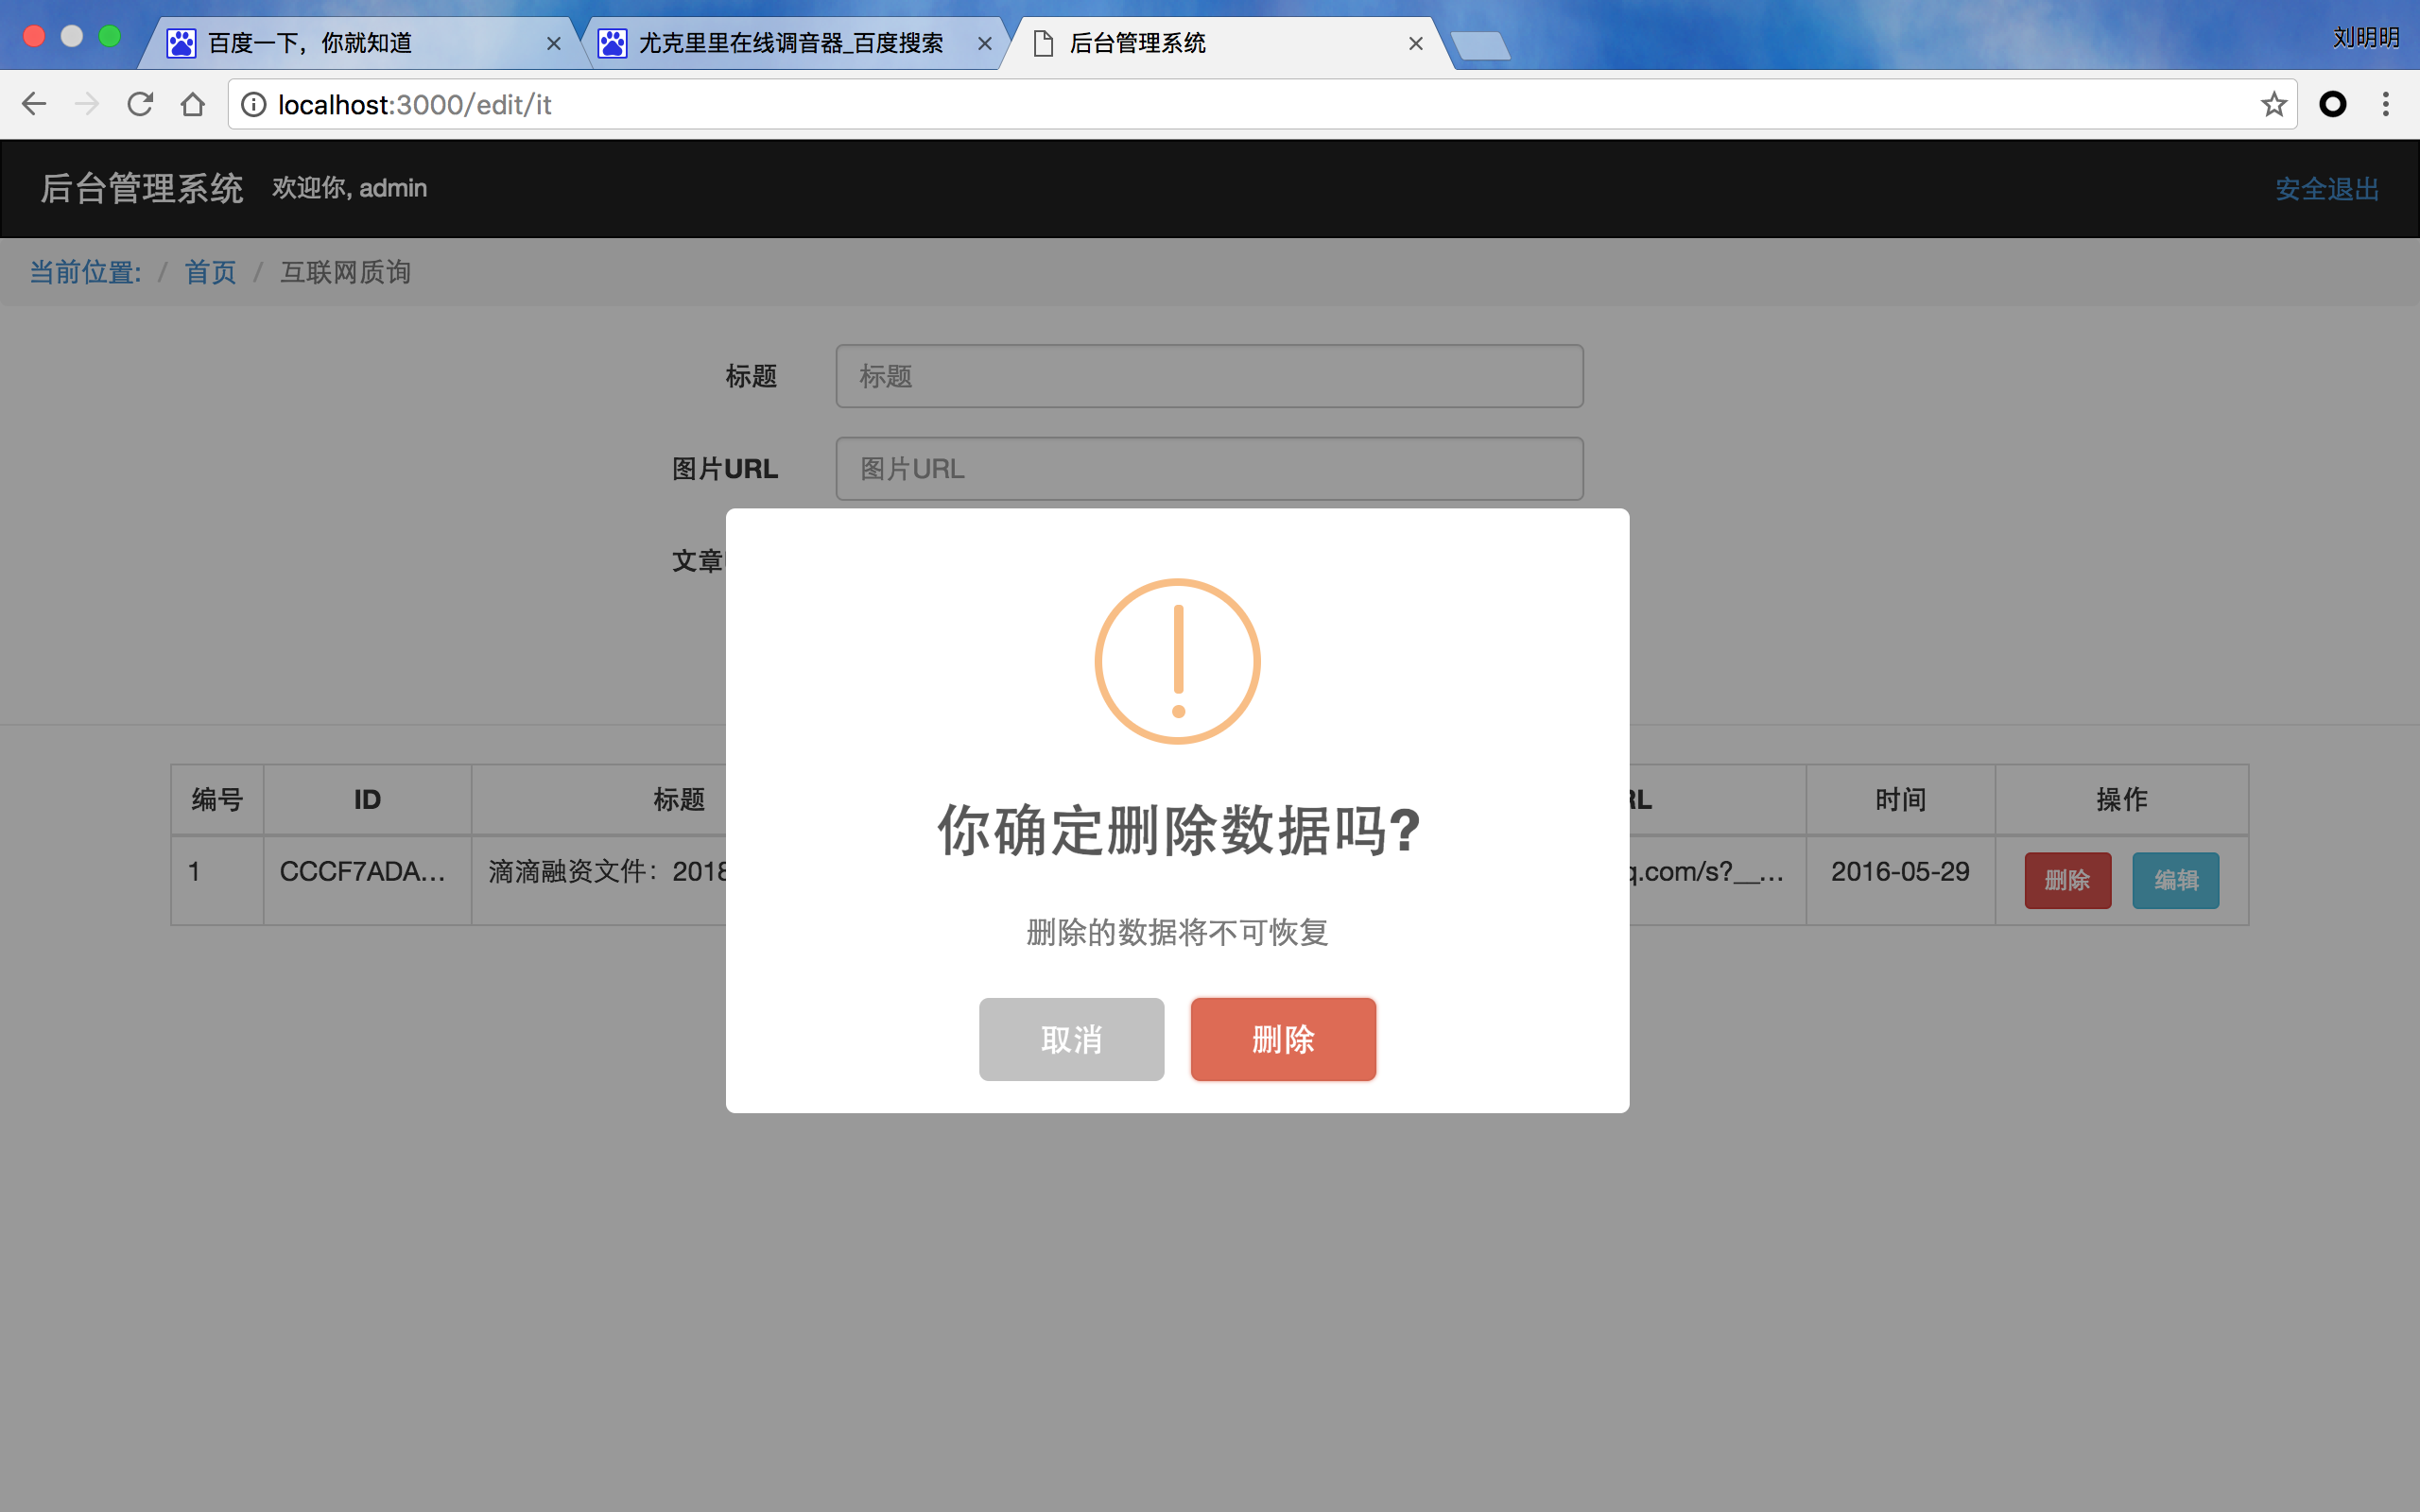 百度一下，你就知道
尤克里里在线调音器_百度搜索
后台管理系统
刘明明
localhost:3000/edit/it
后台管理系统 欢迎你, admin 安全退出
当前位置: / 首页 / 互联网质询
标题 标题
图片URL 图片URL
文章
你确定删除数据吗?
删除的数据将不可恢复
取消 删除
编号 ID 标题 RL 时间 操作
1 CCCF7ADA... 滴滴融资文件：2018 q.com/s?__... 2016-05-29 删除 编辑